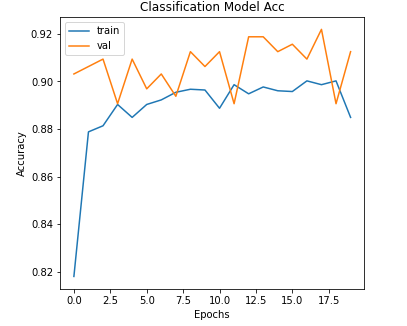 Classification Model Acc
train
val
Accuracy
0.92
0.90
0.88
0.86
0.84
0.82
0.0 2.5 5.0 7.5 10.0 12.5 15.0 17.5
Epochs